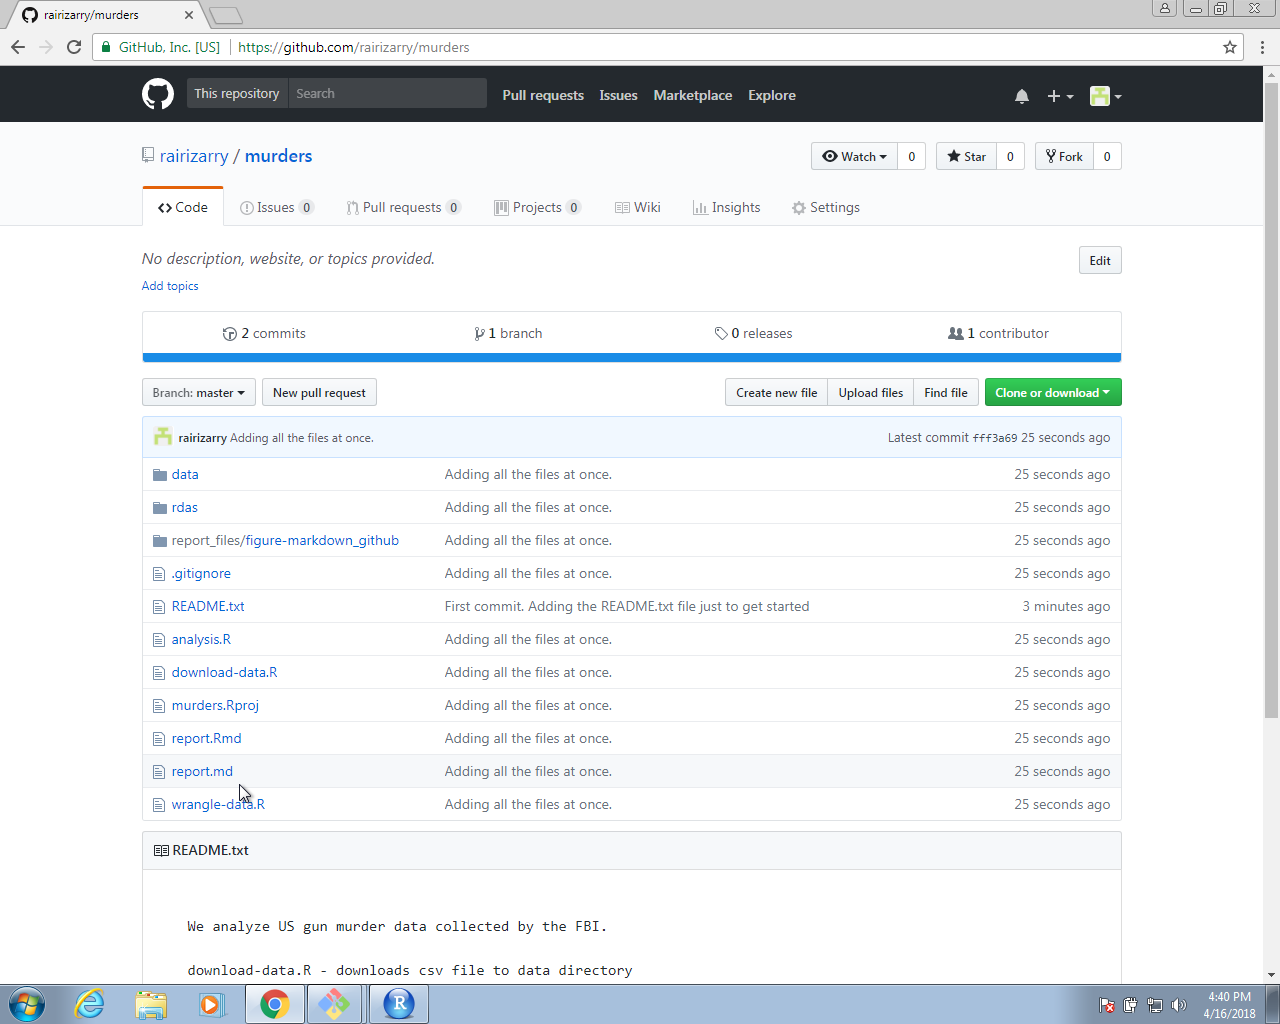 rairizarry/murders
GitHub, Inc. [US] https://github.com/rairizarry/murders
This repository Search Pull requests Issues Marketplace Explore
rairizarry / murders
Watch 0 Star 0 Fork 0
Code Issues 0 Pull requests 0 Projects 0 Wiki Insights Settings
No description, website, or topics provided. Edit
Add topics
2 commits 1 branch 0 releases 1 contributor
Branch: master New pull request Create new file Upload files Find file Clone or download
rairizarry Adding all the files at once. Latest commit fff3a69 25 seconds ago
data Adding all the files at once. 25 seconds ago
rdas Adding all the files at once. 25 seconds ago
report_files/figure-markdown_github Adding all the files at once. 25 seconds ago
.gitignore Adding all the files at once. 25 seconds ago
README.txt First commit. Adding the README.txt file just to get started 3 minutes ago
analysis.R Adding all the files at once. 25 seconds ago
download-data.R Adding all the files at once. 25 seconds ago
murders.Rproj Adding all the files at once. 25 seconds ago
report.Rmd Adding all the files at once. 25 seconds ago
report.md Adding all the files at once. 25 seconds ago
wrangle-data.R Adding all the files at once. 25 seconds ago
README.txt
We analyze US gun murder data collected by the FBI.
download-data.R - downloads csv file to data directory
R
4:40 PM
4/16/2018